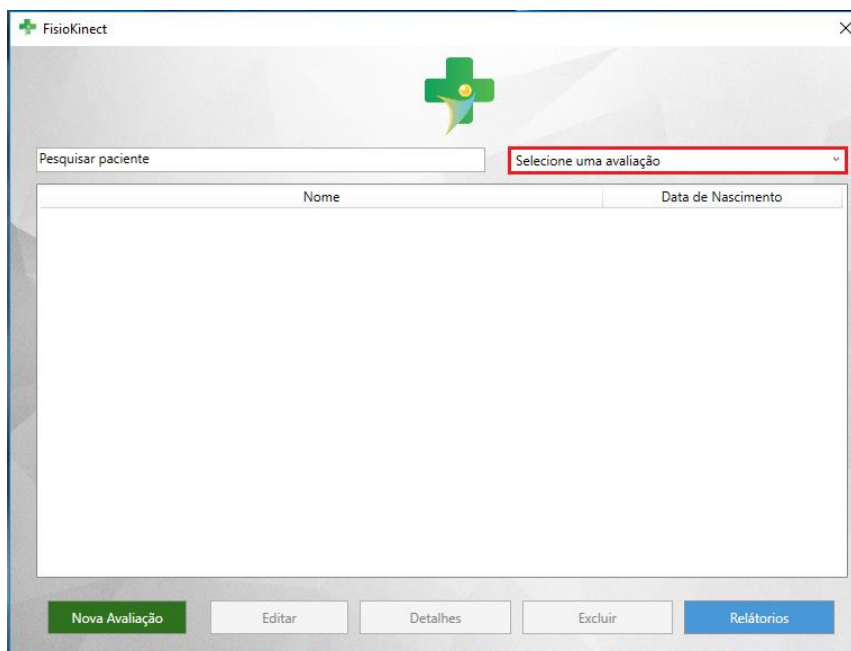 FisioKinect
Pesquisar paciente
Selecione uma avaliação
Nome Data de Nascimento
Nova Avaliação Editar Detalhes Excluir Relátorios